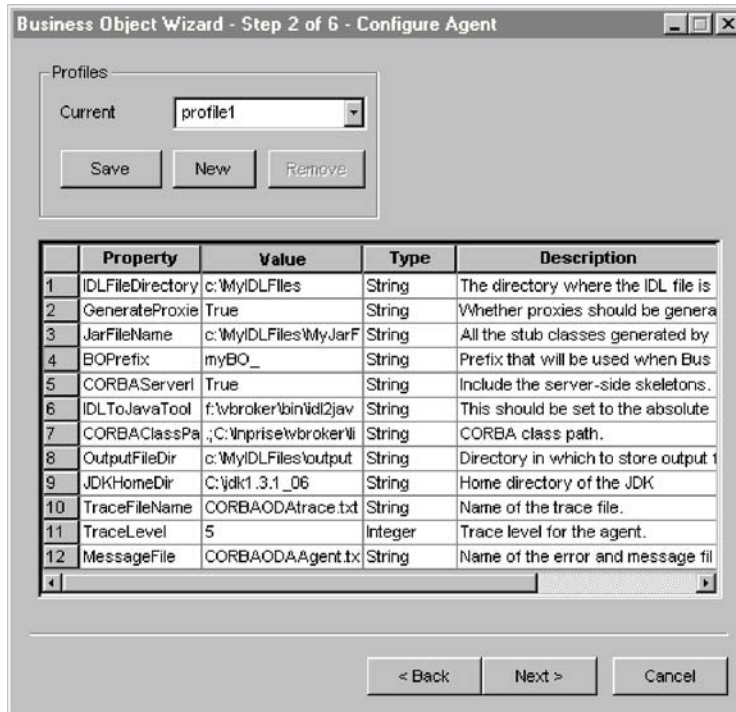 Business Object Wizard - Step 2 of 6 - Configure Agent
Profiles
Current profile1
Save New Remove
Property Value Type Description
1 IDLFileDirectory c:\MyIDLFIles String The directory where the IDL file is
2 GenerateProxie True String Whether proxies should be genera
3 JarFileName c:\MyIDLFiles\MyJarF String All the stub classes generated by
4 BOPrefix myBO_ String Prefix that will be used when Bus
5 CORBAServerI True String Include the server-side skeletons.
6 IDLToJavaTool f:\vbroker\bin\idl2jav String This should be set to the absolute
7 CORBAClassPa .;C:\Inprise\vbroker\li String CORBA class path.
8 OutputFileDir c:\MyIDLFiles\output String Directory in which to store output f
9 JDKHomeDir C:\jdk1.3.1_06 String Home directory of the JDK
10 TraceFileName CORBAODAtrace.txt String Name of the trace file.
11 TraceLevel 5 Integer Trace level for the agent.
12 MessageFile CORBAODAAgent.tx String Name of the error and message fil
< Back Next > Cancel